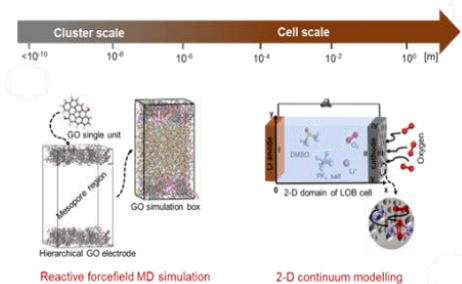 Cluster scale
Cell scale
<10⁻¹⁰
10⁻⁸
10⁻⁶
10⁻⁴
10⁻²
10⁰
[m]
GO single unit
Mesopore region
GO simulation box
Hierarchical GO electrode
Li anode
DMSO
O₂
PF₆ salt
Li⁺
cathode
Oxygen
x
2-D domain of LOB cell
Reactive forcefield MD simulation
2-D continuum modelling